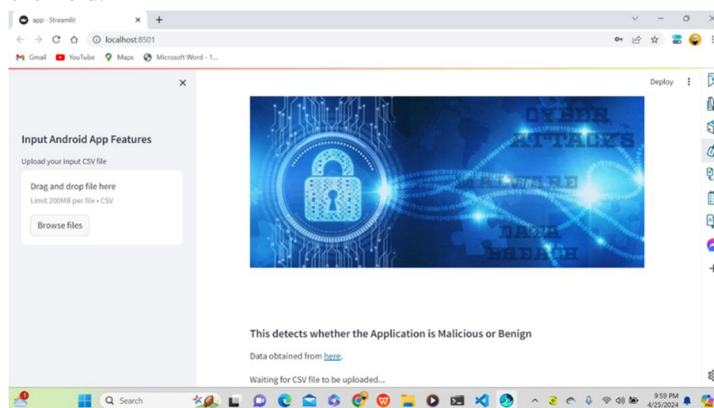 app · Streamlit
localhost:8501
Gmail
YouTube
Maps
Microsoft Word - 1...
Deploy
Input Android App Features
Upload your input CSV file
Drag and drop file here
Limit 200MB per file • CSV
Browse files
CYBER
ATTACKS
MALWARE
DATA
BREACH
This detects whether the Application is Malicious or Benign
Data obtained from here.
Waiting for CSV file to be uploaded...
Search
9:59 PM
4/25/2024